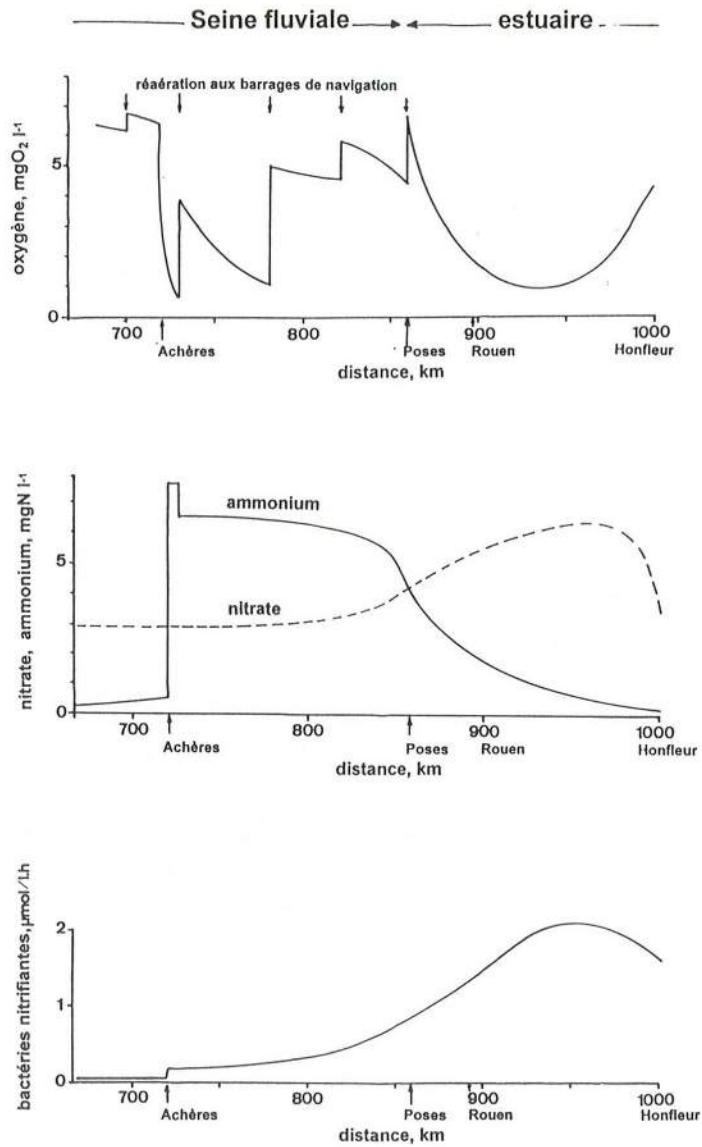 Seine fluviale
estuaire
réaération aux barrages de navigation
oxygène, mgO₂ l⁻¹
5
0
700
800
900
1000
Achères
Poses
Rouen
Honfleur
distance, km
nitrate, ammonium, mgN l⁻¹
ammonium
5
nitrate
0
700
800
900
1000
Achères
Poses
Rouen
Honfleur
distance, km
bactéries nitrifiantes, µmol/l.h
2
1
0
700
800
900
1000
Achères
Poses
Rouen
Honfleur
distance, km